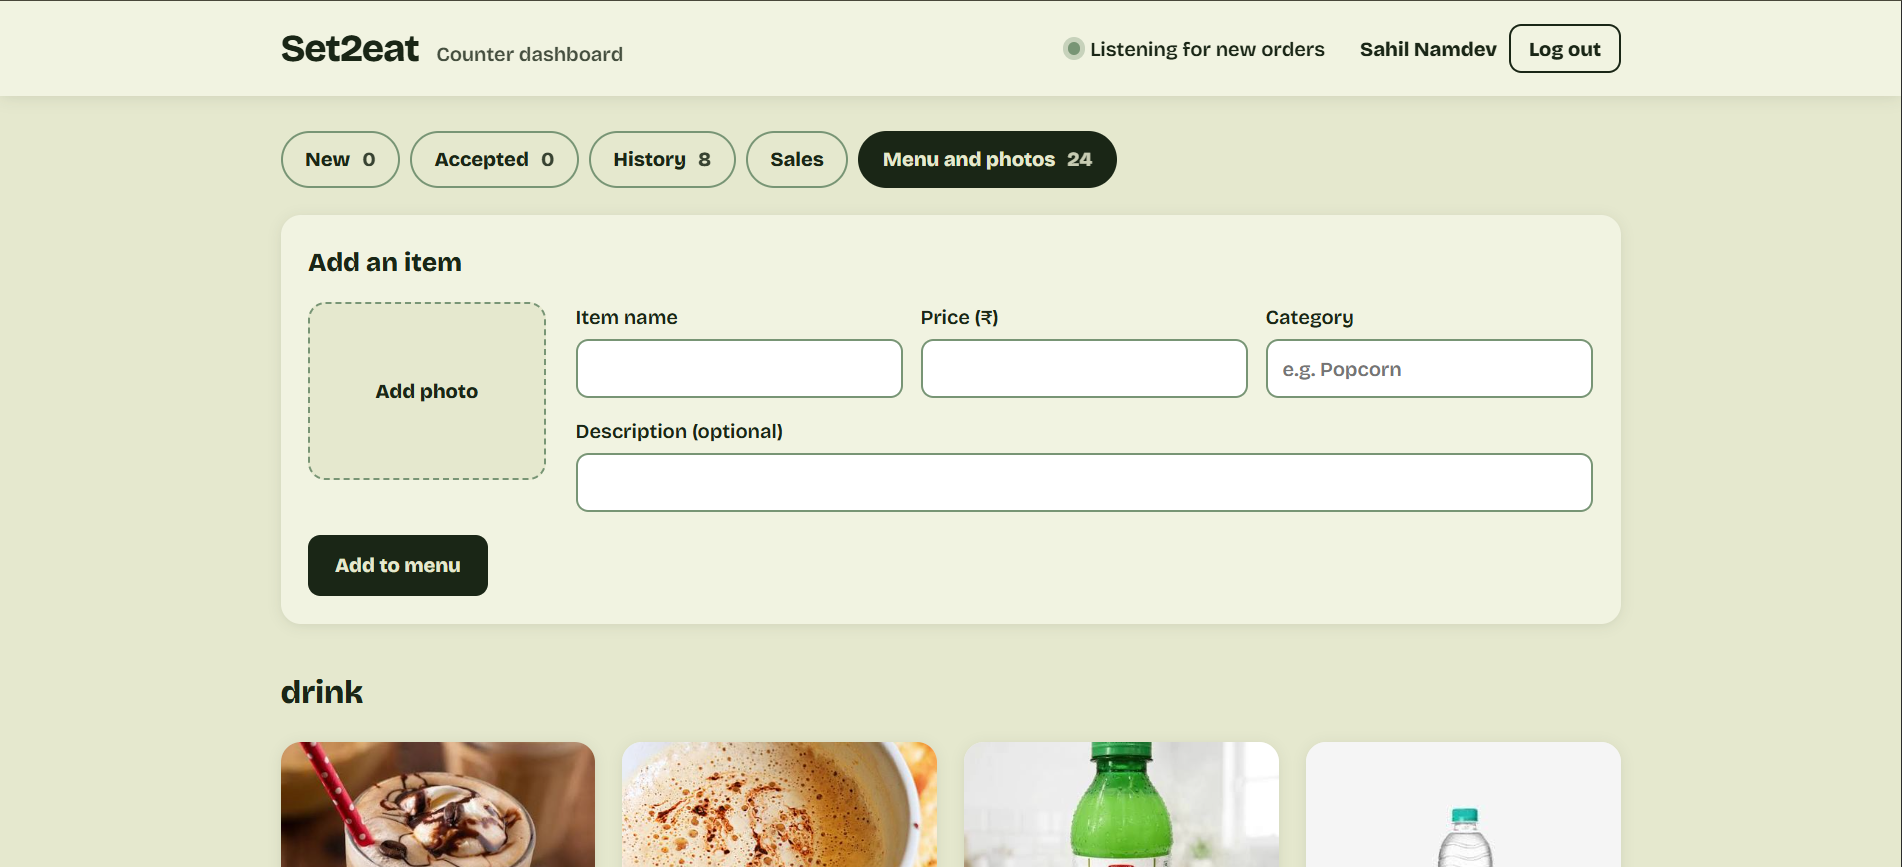 Set2eat Counter dashboard
Listening for new orders Sahil Namdev Log out
New 0 Accepted 0 History 8 Sales Menu and photos 24
Add an item
Add photo
Item name Price (₹) Category
e.g. Popcorn
Description (optional)
Add to menu
drink